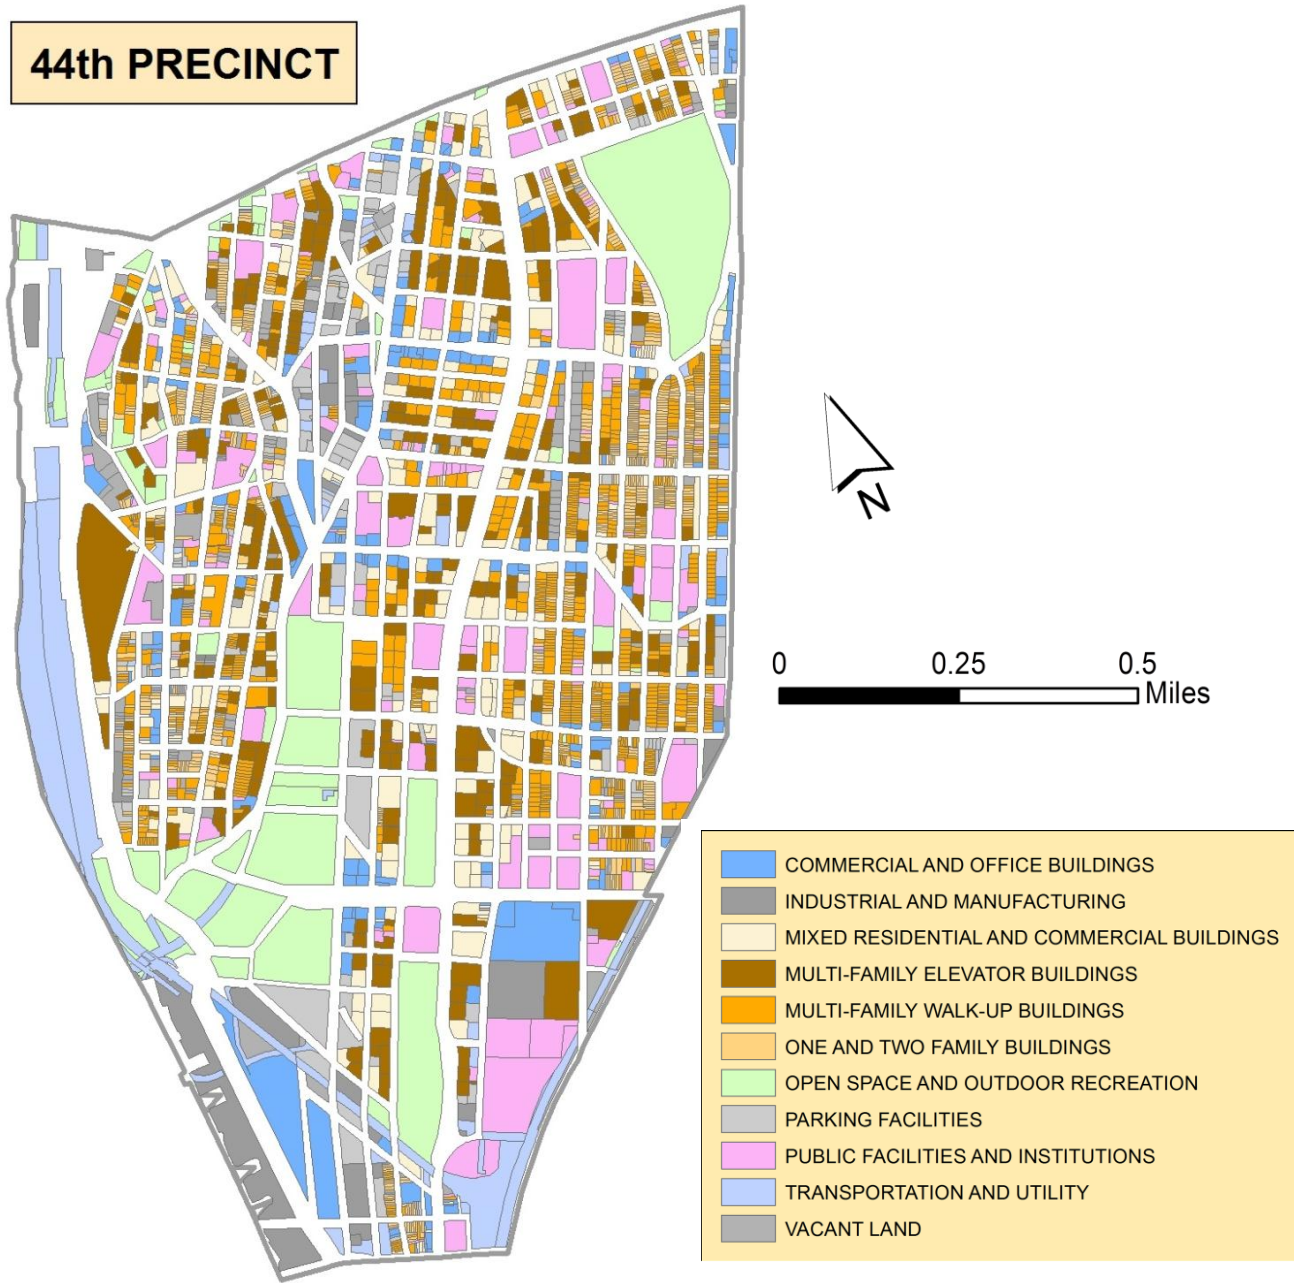 44th PRECINCT
N
0 0.25 0.5
Miles
COMMERCIAL AND OFFICE BUILDINGS
INDUSTRIAL AND MANUFACTURING
MIXED RESIDENTIAL AND COMMERCIAL BUILDINGS
MULTI-FAMILY ELEVATOR BUILDINGS
MULTI-FAMILY WALK-UP BUILDINGS
ONE AND TWO FAMILY BUILDINGS
OPEN SPACE AND OUTDOOR RECREATION
PARKING FACILITIES
PUBLIC FACILITIES AND INSTITUTIONS
TRANSPORTATION AND UTILITY
VACANT LAND